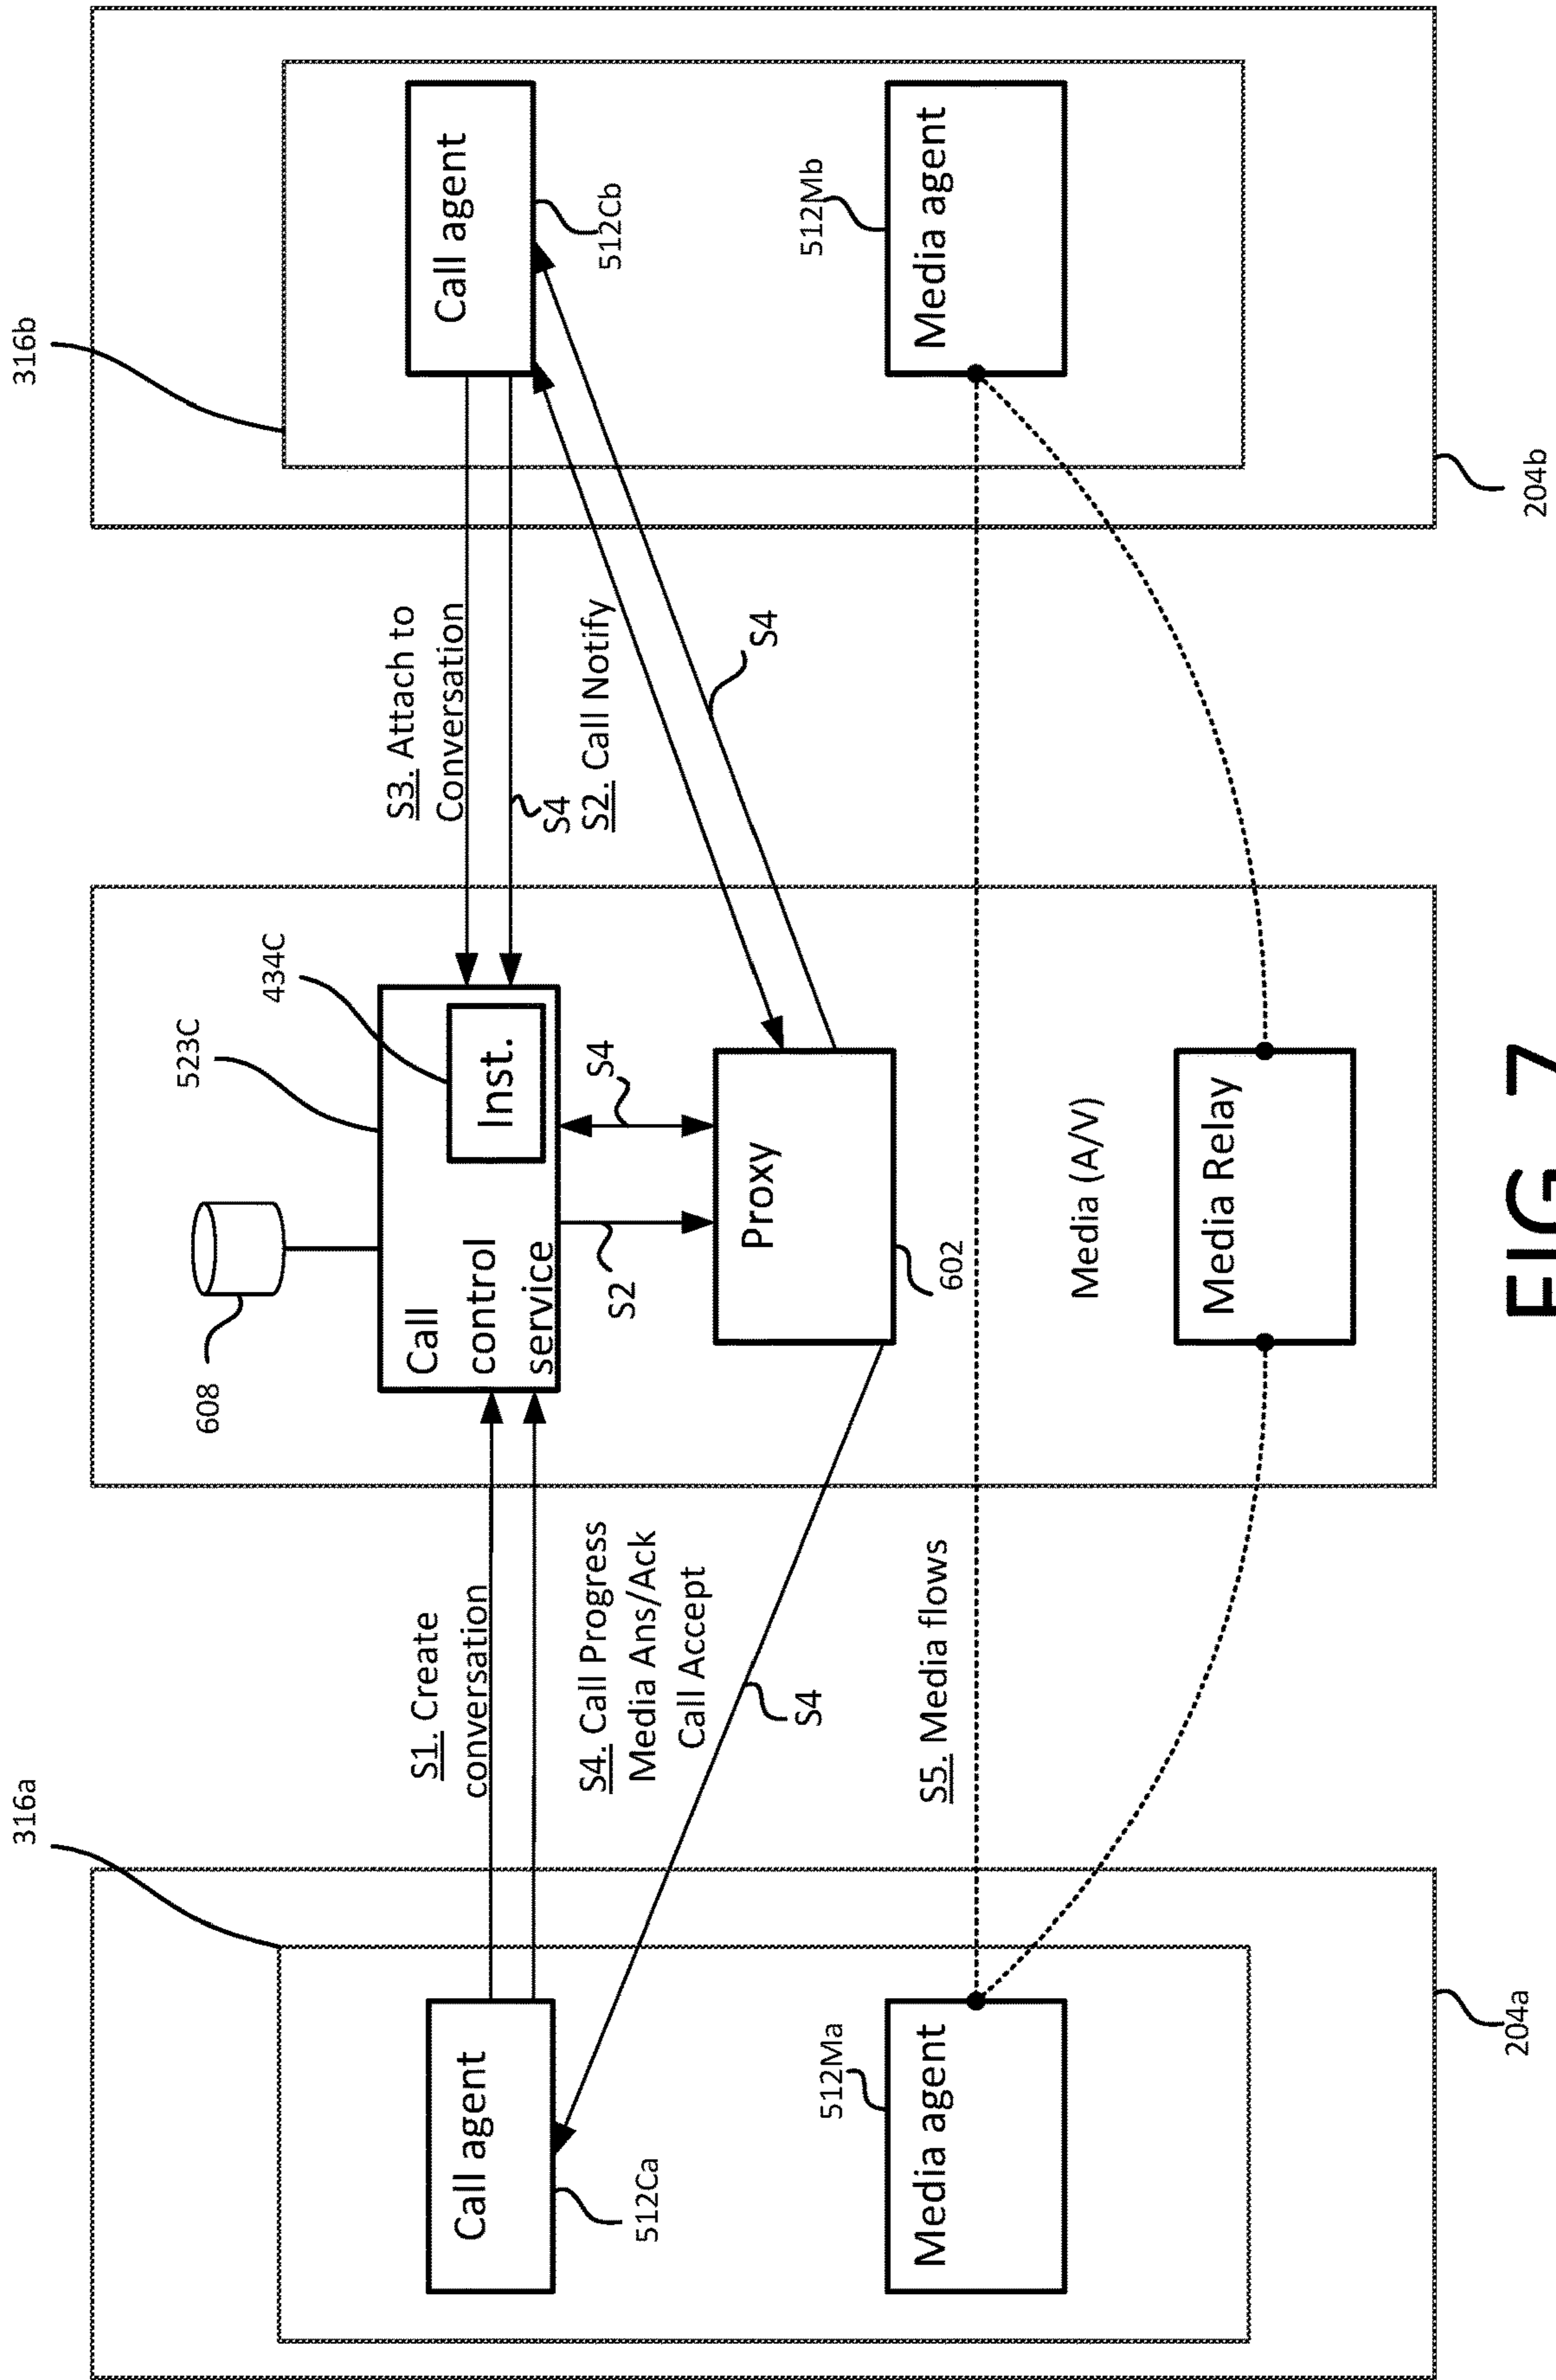 316a
316b
608
523C
434C
Call agent
512Ca
S1. Create
conversation
Call
control
service
Inst.
S3. Attach to
Conversation
Call agent
512Cb
S4. Call Progress
Media Ans/Ack
Call Accept
S4
S2
S4
S4
S2. Call Notify
S4
Proxy
602
Media agent
512Ma
S5. Media flows
Media (A/V)
Media Relay
Media agent
512Mb
204a
204b
FIG. 7